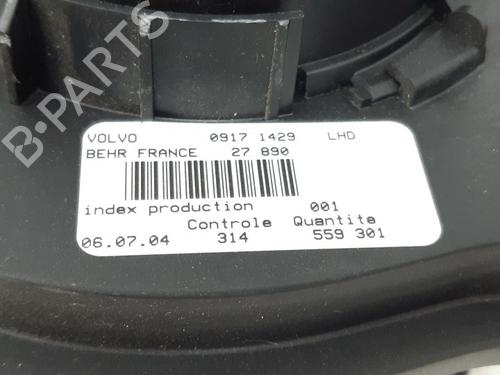 VOLVO 0917 1429 LHD
BEHR FRANCE 27 890
index production 001
Controle Quantite
06.07.04 314 559 301
B-Parts